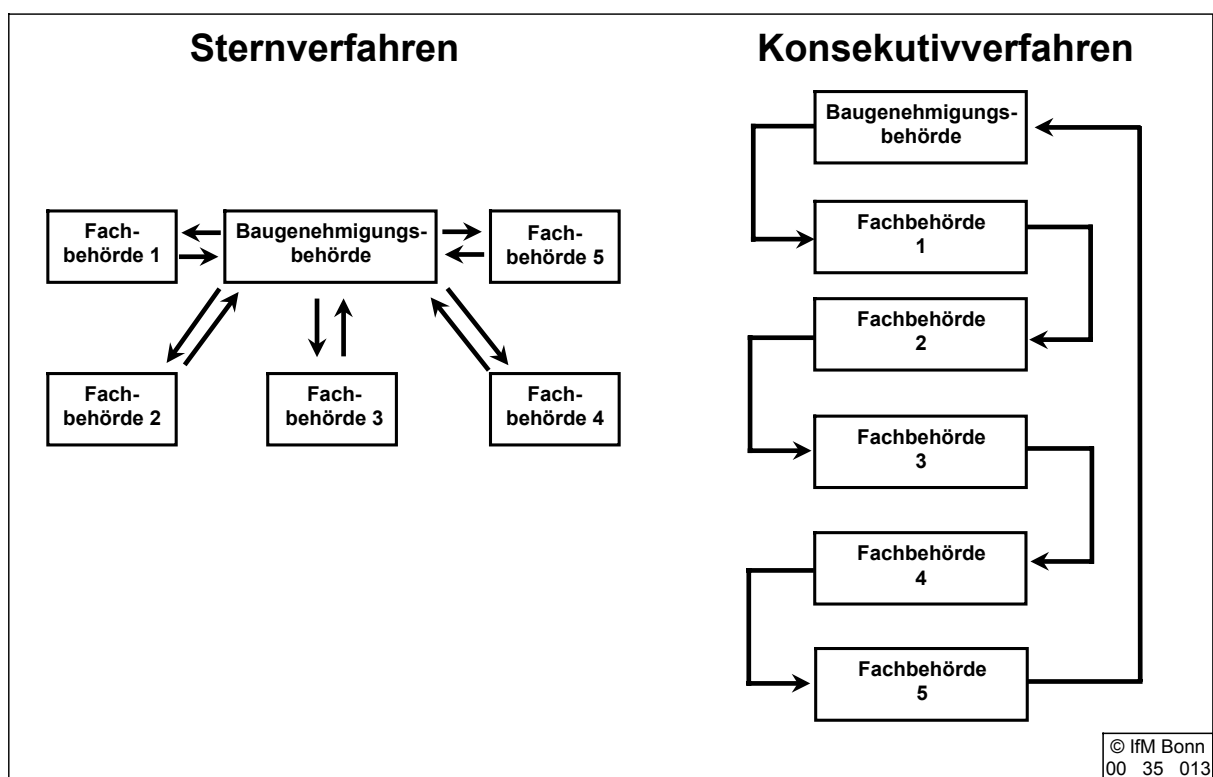 Sternverfahren
Fach-
behörde 1
Baugenehmigungs-
behörde
Fach-
behörde 5
Fach-
behörde 2
Fach-
behörde 3
Fach-
behörde 4
Konsekutivverfahren
Baugenehmigungs-
behörde
Fachbehörde
1
Fachbehörde
2
Fachbehörde
3
Fachbehörde
4
Fachbehörde
5
© IfM Bonn
00 35 013